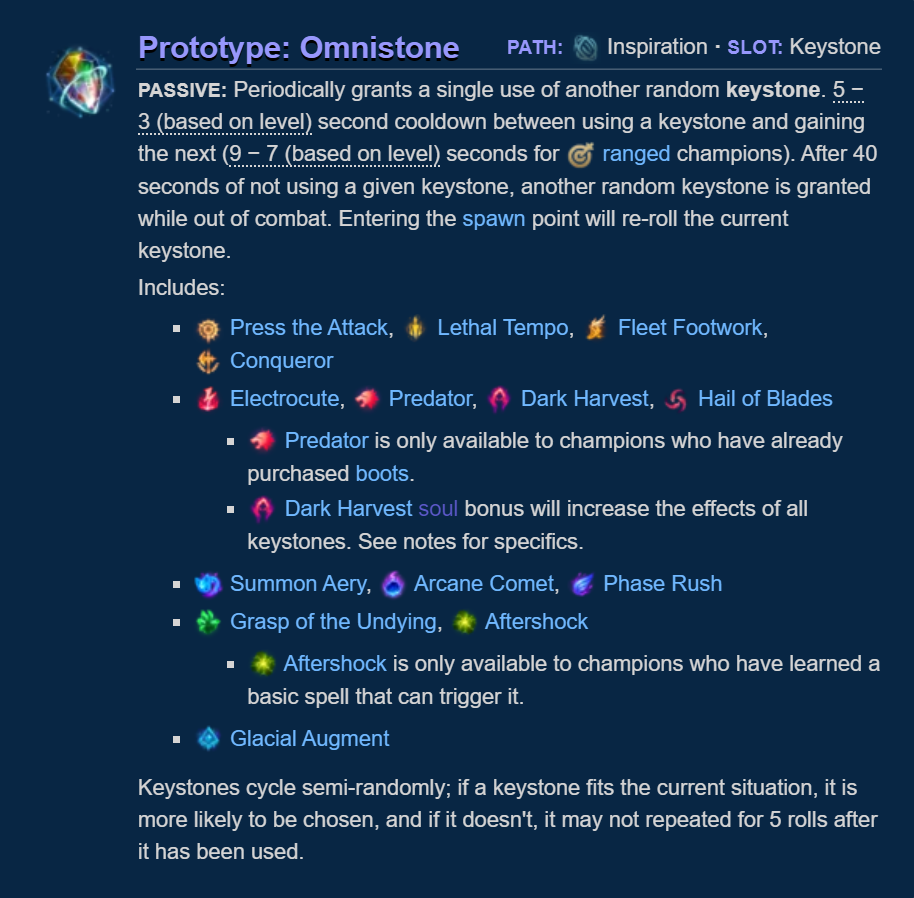 Prototype: Omnistone PATH: Inspiration · SLOT: Keystone
PASSIVE: Periodically grants a single use of another random keystone. 5 −
3 (based on level) second cooldown between using a keystone and gaining
the next (9 − 7 (based on level) seconds for ranged champions). After 40
seconds of not using a given keystone, another random keystone is granted
while out of combat. Entering the spawn point will re-roll the current
keystone.
Includes:
▪ Press the Attack, Lethal Tempo, Fleet Footwork,
Conqueror
▪ Electrocute, Predator, Dark Harvest, Hail of Blades
▪ Predator is only available to champions who have already
purchased boots.
▪ Dark Harvest soul bonus will increase the effects of all
keystones. See notes for specifics.
▪ Summon Aery, Arcane Comet, Phase Rush
▪ Grasp of the Undying, Aftershock
▪ Aftershock is only available to champions who have learned a
basic spell that can trigger it.
▪ Glacial Augment
Keystones cycle semi-randomly; if a keystone fits the current situation, it is
more likely to be chosen, and if it doesn't, it may not repeated for 5 rolls after
it has been used.